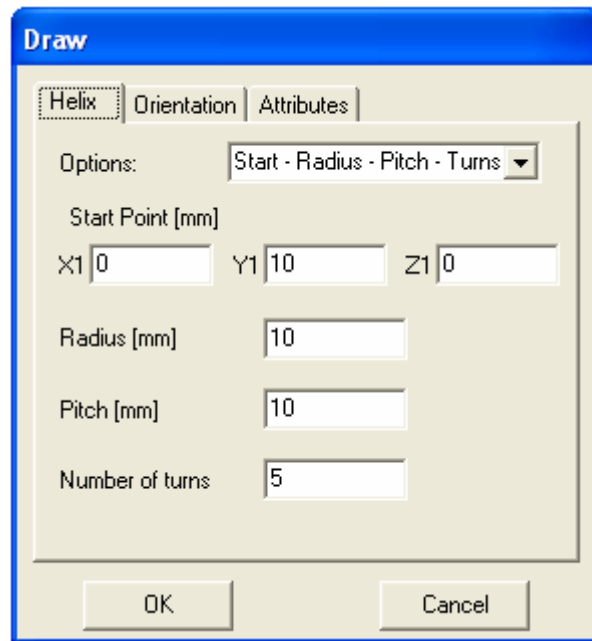 Draw
Helix Orientation Attributes
Options: Start - Radius - Pitch - Turns
Start Point [mm]
X1 0 Y1 10 Z1 0
Radius [mm] 10
Pitch [mm] 10
Number of turns 5
OK Cancel